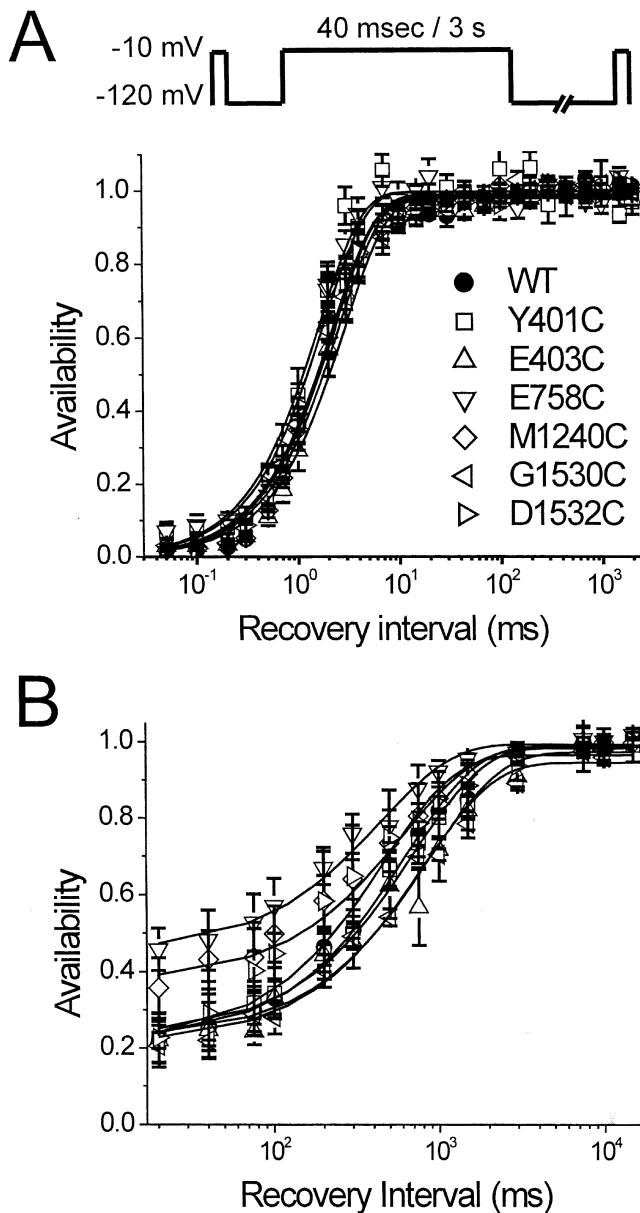 A
40 msec / 3 s
-10 mV
-120 mV
1.0
0.8
0.6
0.4
0.2
0.0
Availability
WT
Y401C
E403C
E758C
M1240C
G1530C
D1532C
10-1 100 101 102 103
Recovery interval (ms)
B
1.0
0.8
0.6
0.4
0.2
0.0
Availability
102 103 104
Recovery Interval (ms)